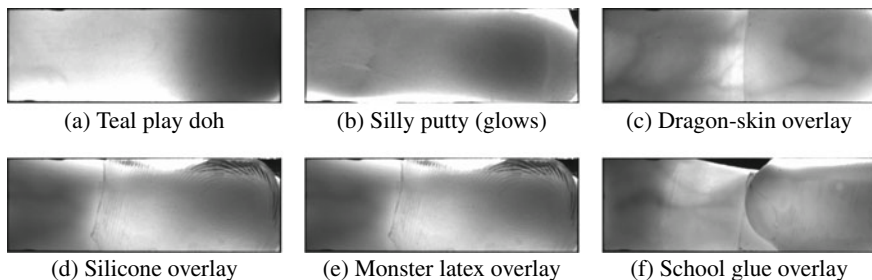 (a) Teal play doh
(b) Silly putty (glows)
(c) Dragon-skin overlay
(d) Silicone overlay
(e) Monster latex overlay
(f) School glue overlay